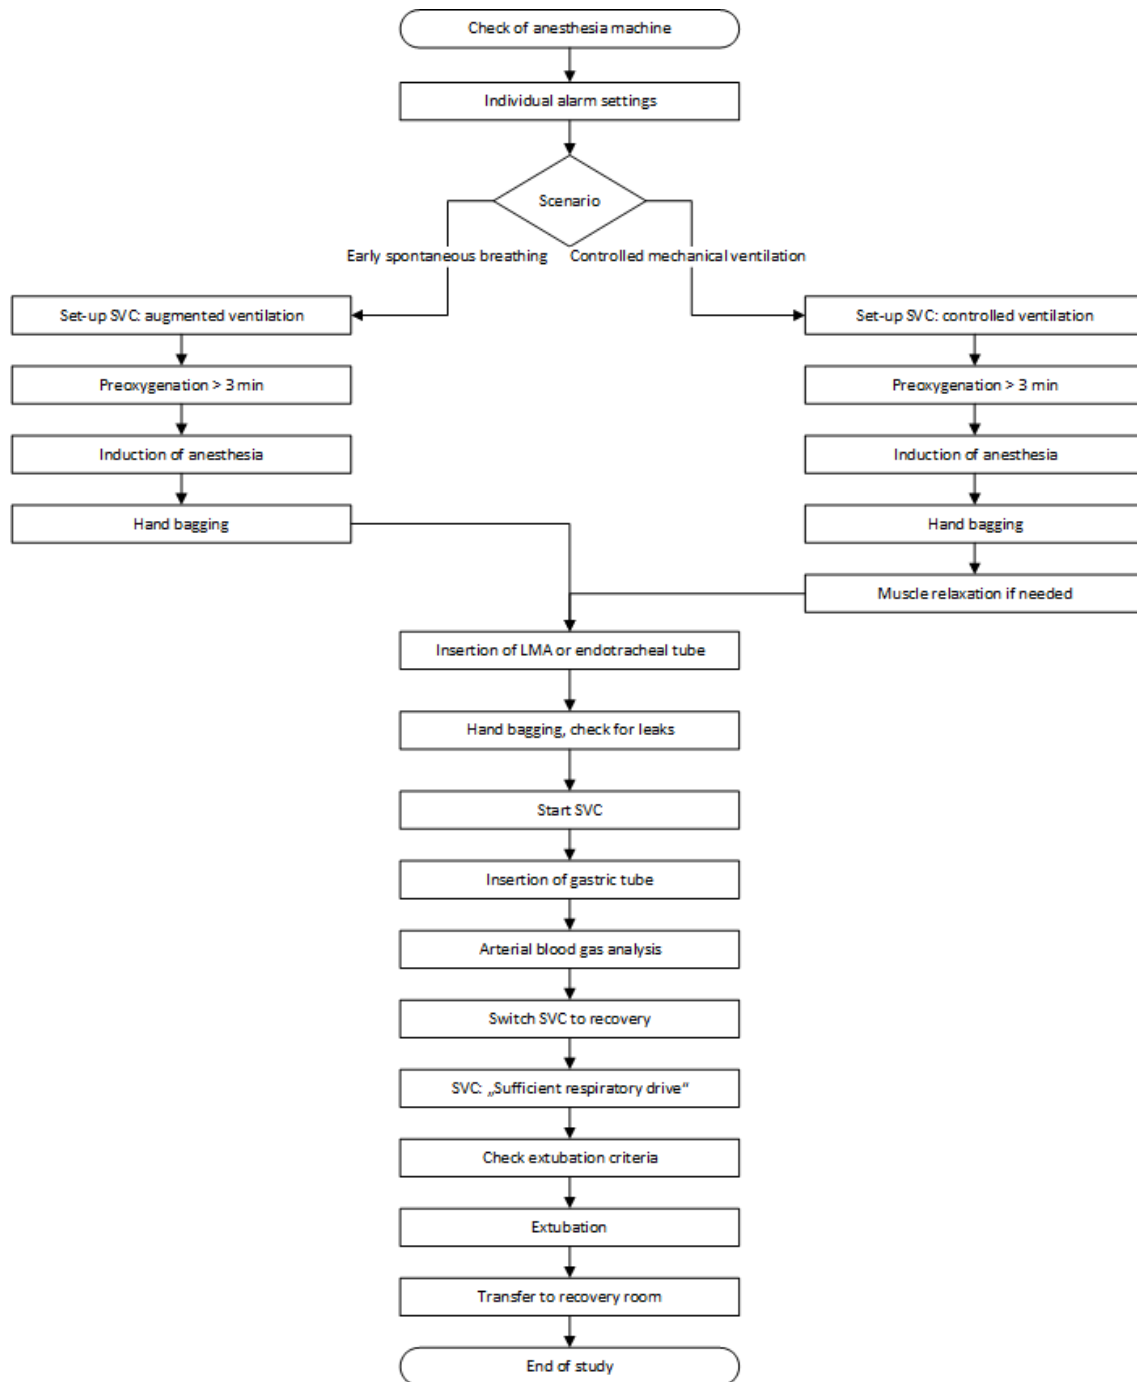 Check of anesthesia machine
Individual alarm settings
Scenario
Early spontaneous breathing
Controlled mechanical ventilation
Set-up SVC: augmented ventilation
Set-up SVC: controlled ventilation
Preoxygenation > 3 min
Preoxygenation > 3 min
Induction of anesthesia
Induction of anesthesia
Hand bagging
Hand bagging
Muscle relaxation if needed
Insertion of LMA or endotracheal tube
Hand bagging, check for leaks
Start SVC
Insertion of gastric tube
Arterial blood gas analysis
Switch SVC to recovery
SVC: „Sufficient respiratory drive“
Check extubation criteria
Extubation
Transfer to recovery room
End of study